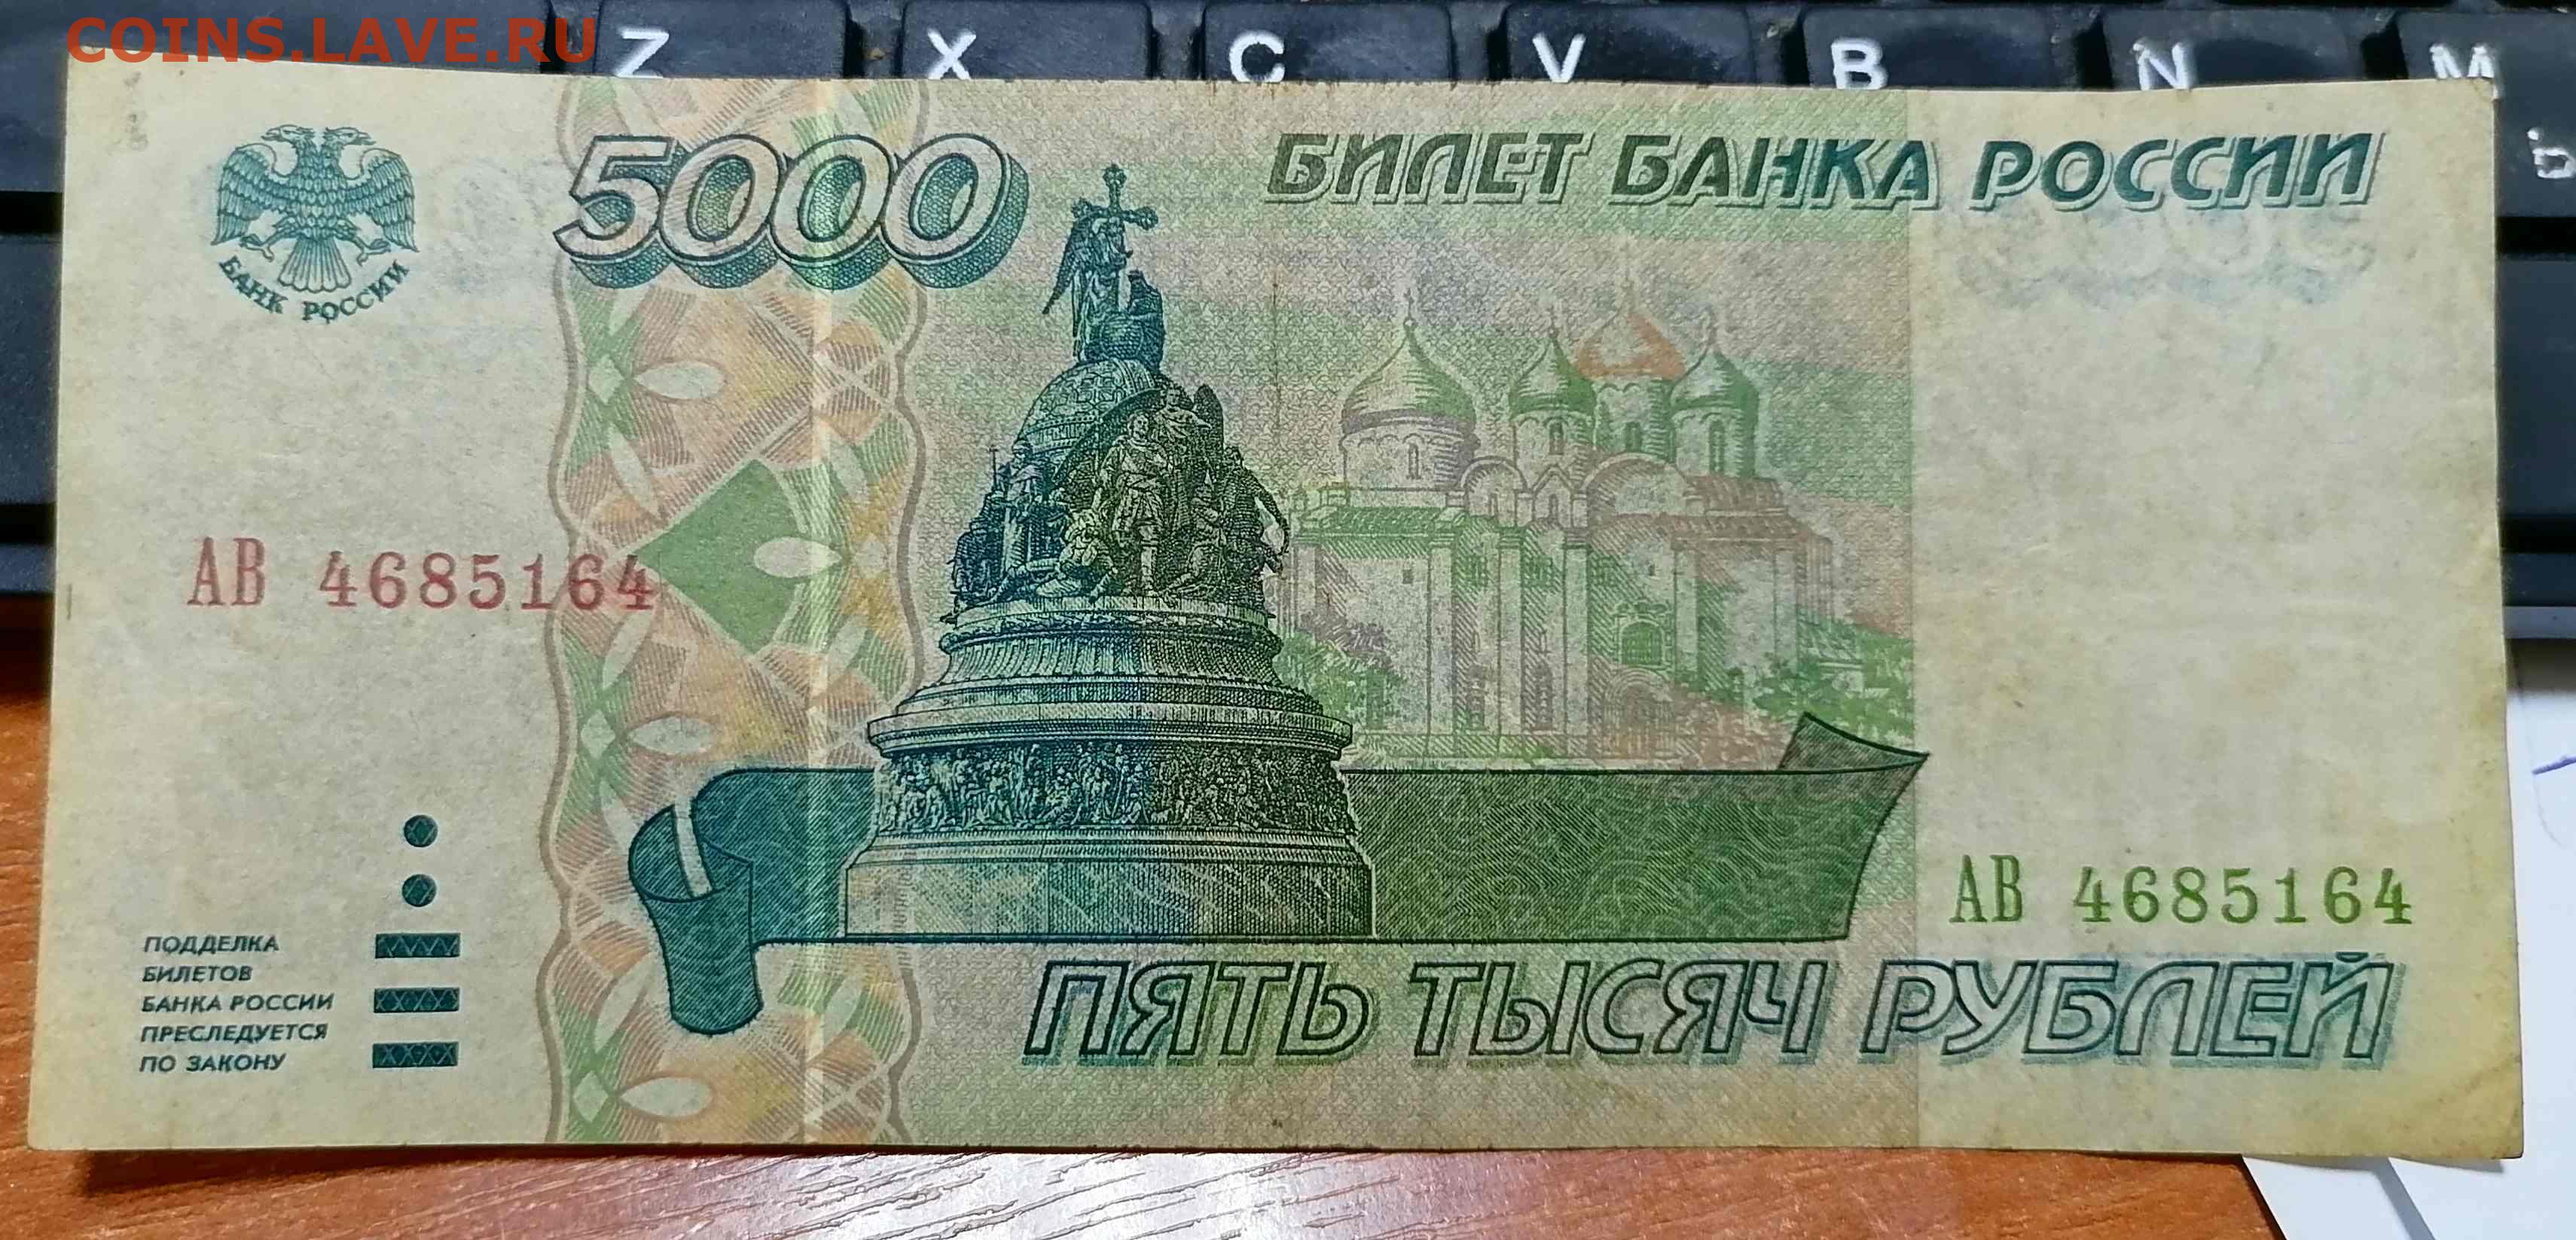 COINS.LAVE.RU
Z X C V B N M
Ь
5000
БИЛЕТ БАНКА РОССИИ
БАНК РОССИИ
АВ 4685164
АВ 4685164
ПОДДЕЛКА
БИЛЕТОВ
БАНКА РОССИИ
ПРЕСЛЕДУЕТСЯ
ПО ЗАКОНУ
ПЯТЬ ТЫСЯЧ РУБЛЕЙ